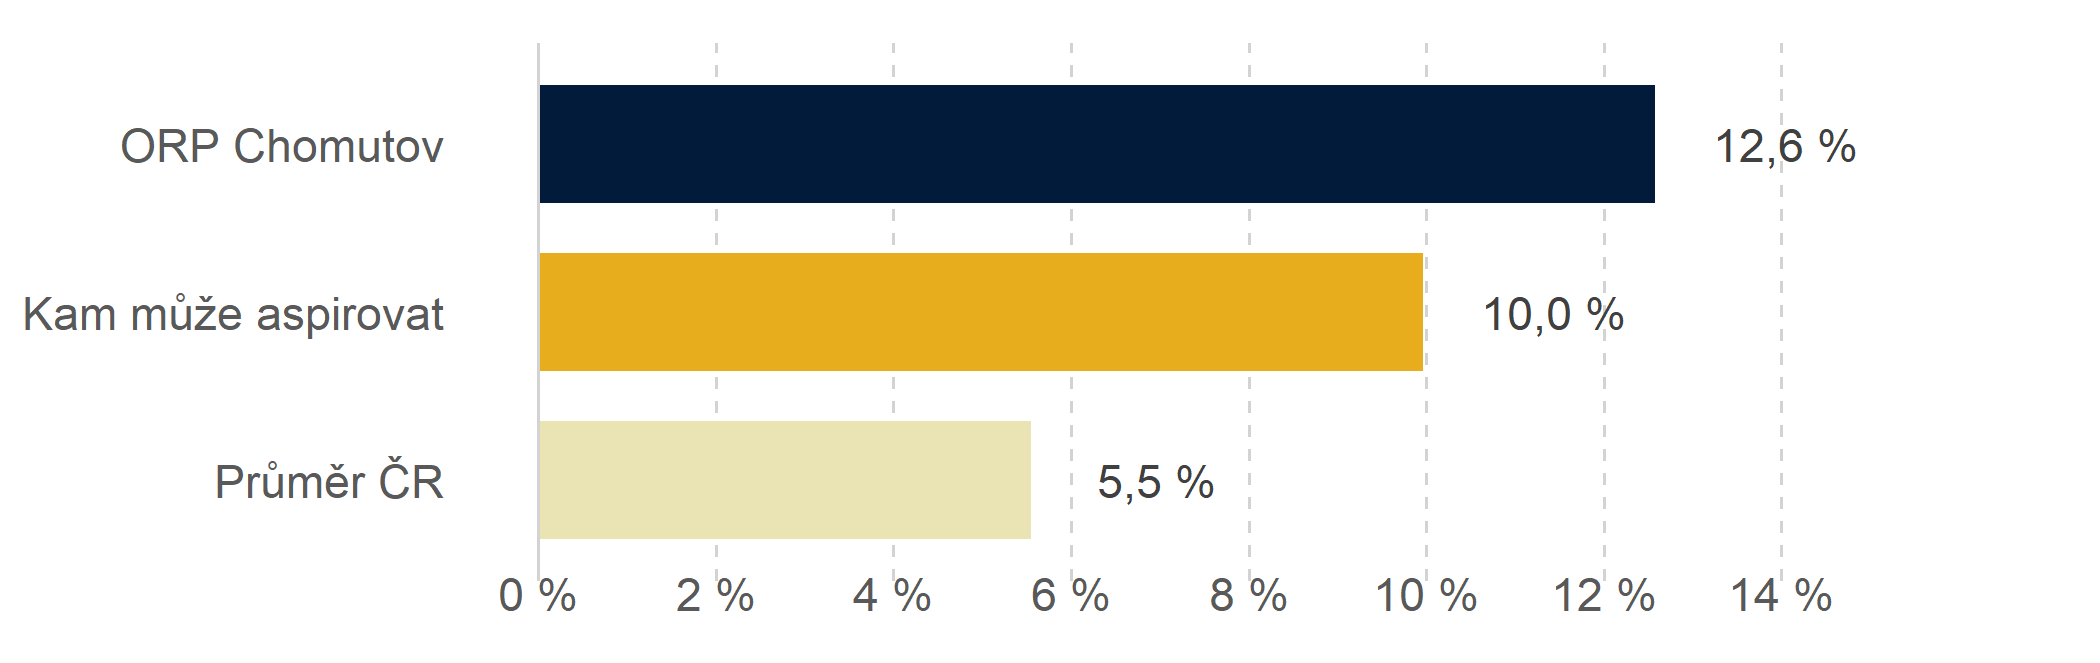 ORP Chomutov
12,6 %
Kam může aspirovat
10,0 %
Průměr ČR
5,5 %
0 % 2 % 4 % 6 % 8 % 10 % 12 % 14 %